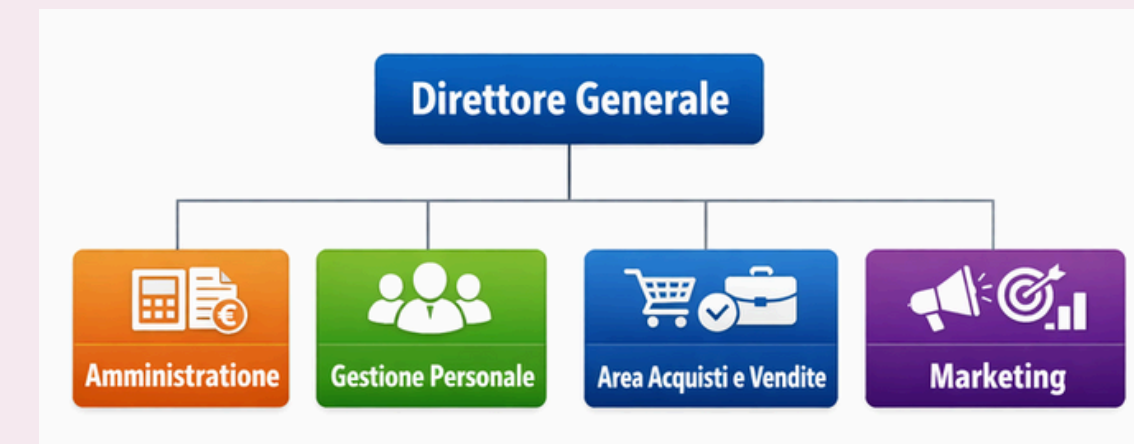 Direttore Generale
Amministratione
Gestione Personale
Area Acquisti e Vendite
Marketing